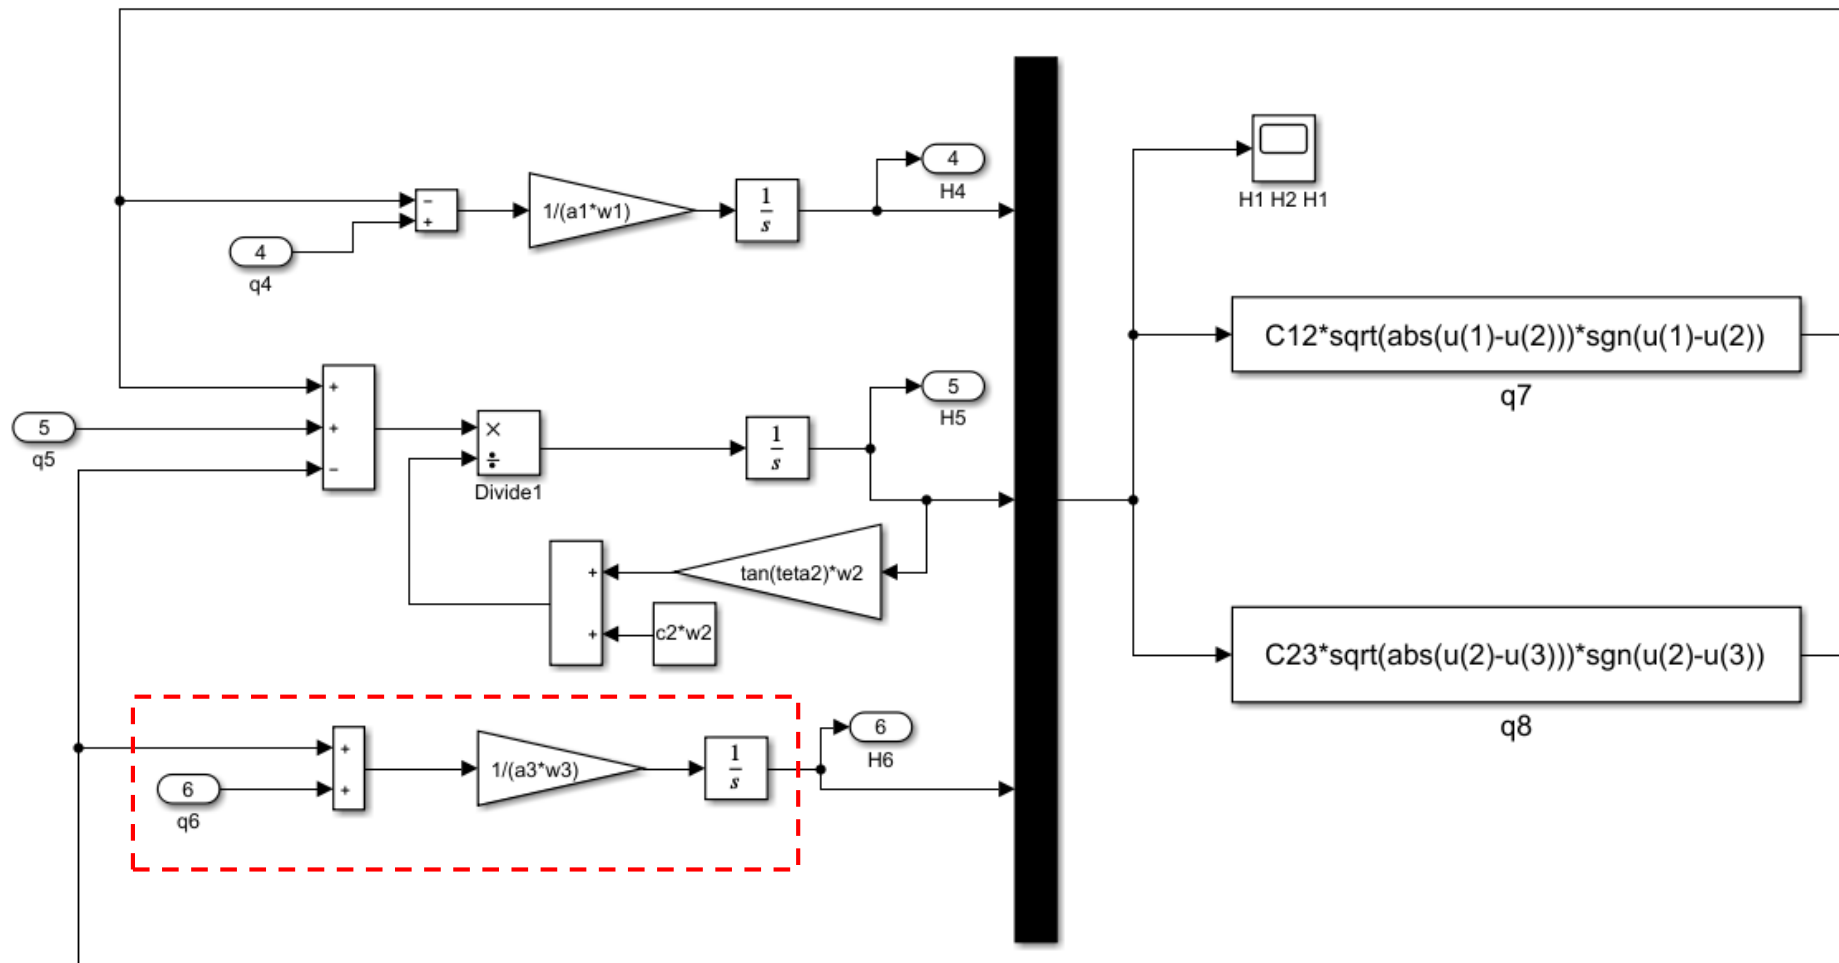 4
H4
H1 H2 H1
−
+
1/(a1*w1)
1
s
4
q4
C12*sqrt(abs(u(1)-u(2)))*sgn(u(1)-u(2))
q7
+
+
−
5
q5
×
÷
Divide1
1
s
5
H5
+
+
tan(teta2)*w2
c2*w2
C23*sqrt(abs(u(2)-u(3)))*sgn(u(2)-u(3))
q8
+
+
6
q6
1/(a3*w3)
1
s
6
H6